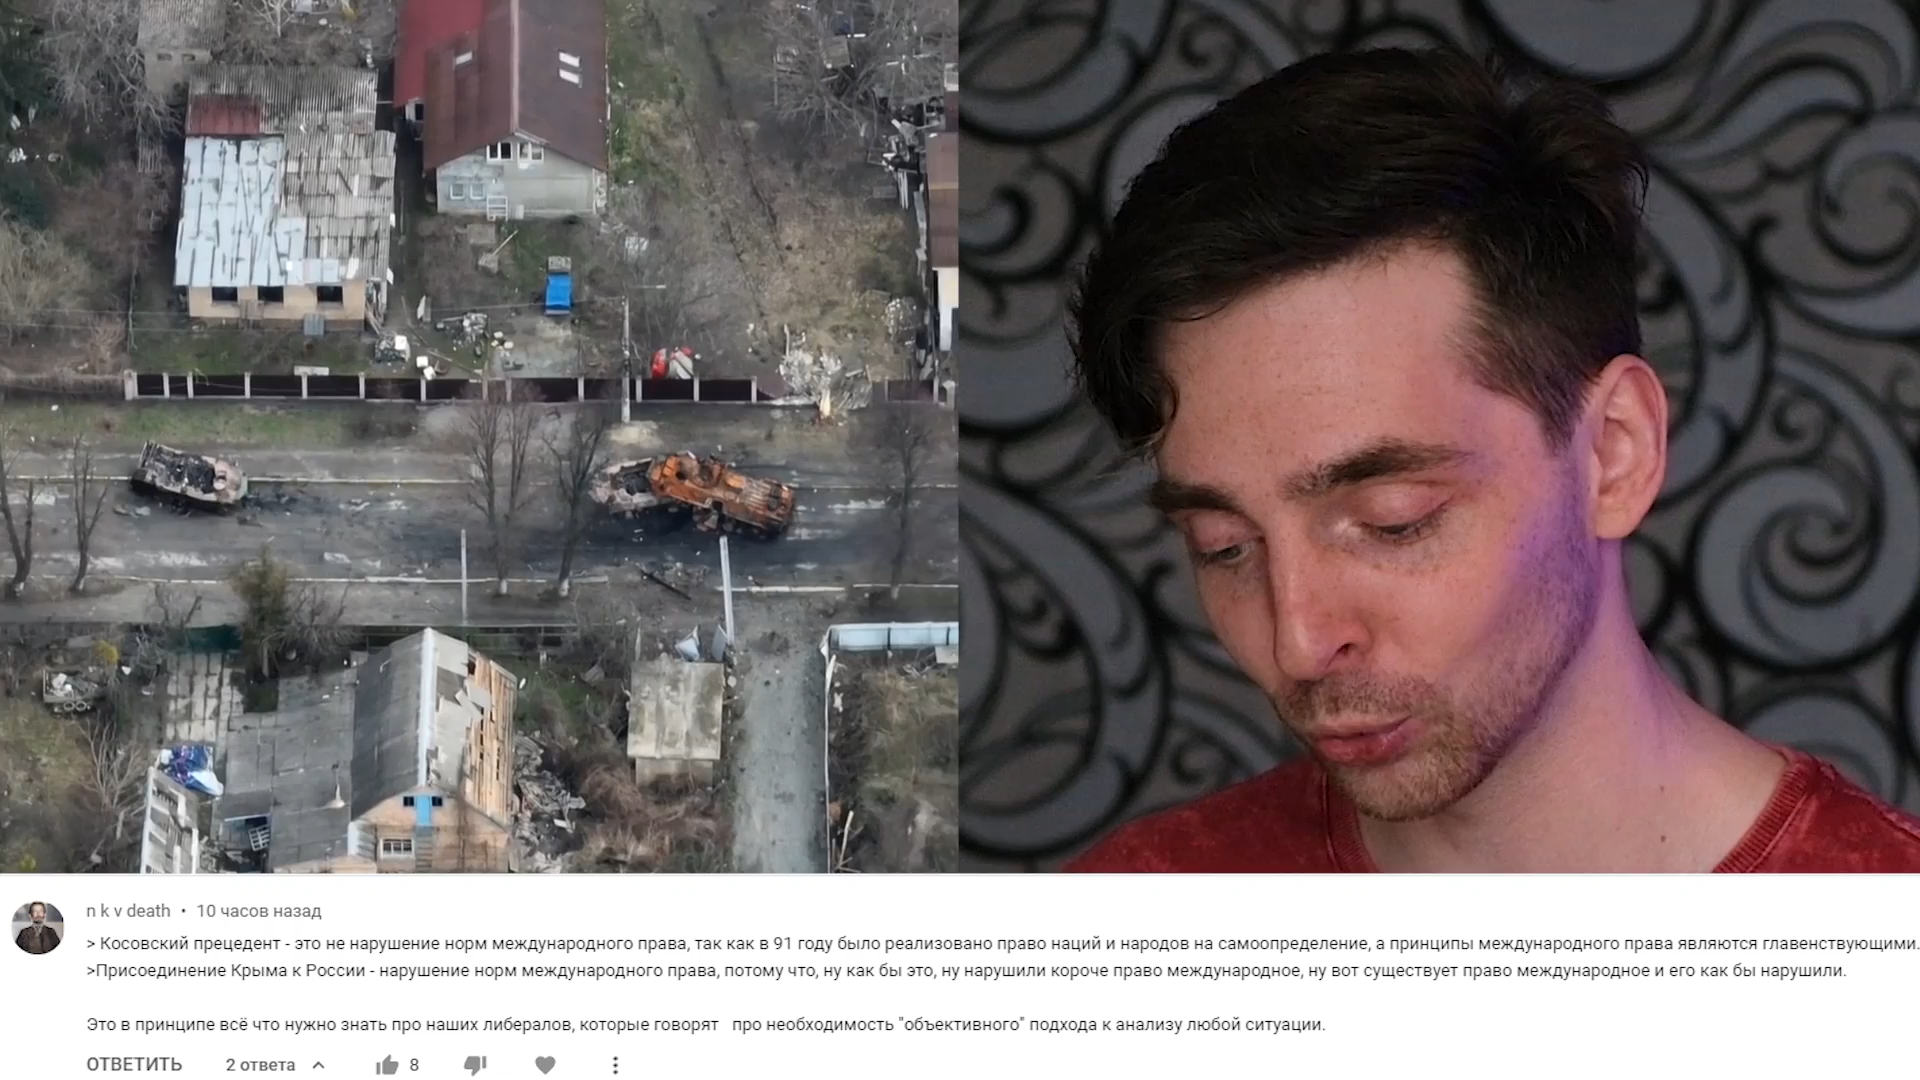 n k v death • 10 часов назад
> Косовский прецедент - это не нарушение норм международного права, так как в 91 году было реализовано право наций и народов на самоопределение, а принципы международного права являются главенствующими.
>Присоединение Крыма к России - нарушение норм международного права, потому что, ну как бы это, ну нарушили короче право международное, ну вот существует право международное и его как бы нарушили.
Это в принципе всё что нужно знать про наших либералов, которые говорят про необходимость "объективного" подхода к анализу любой ситуации.
ОТВЕТИТЬ 2 ответа 8